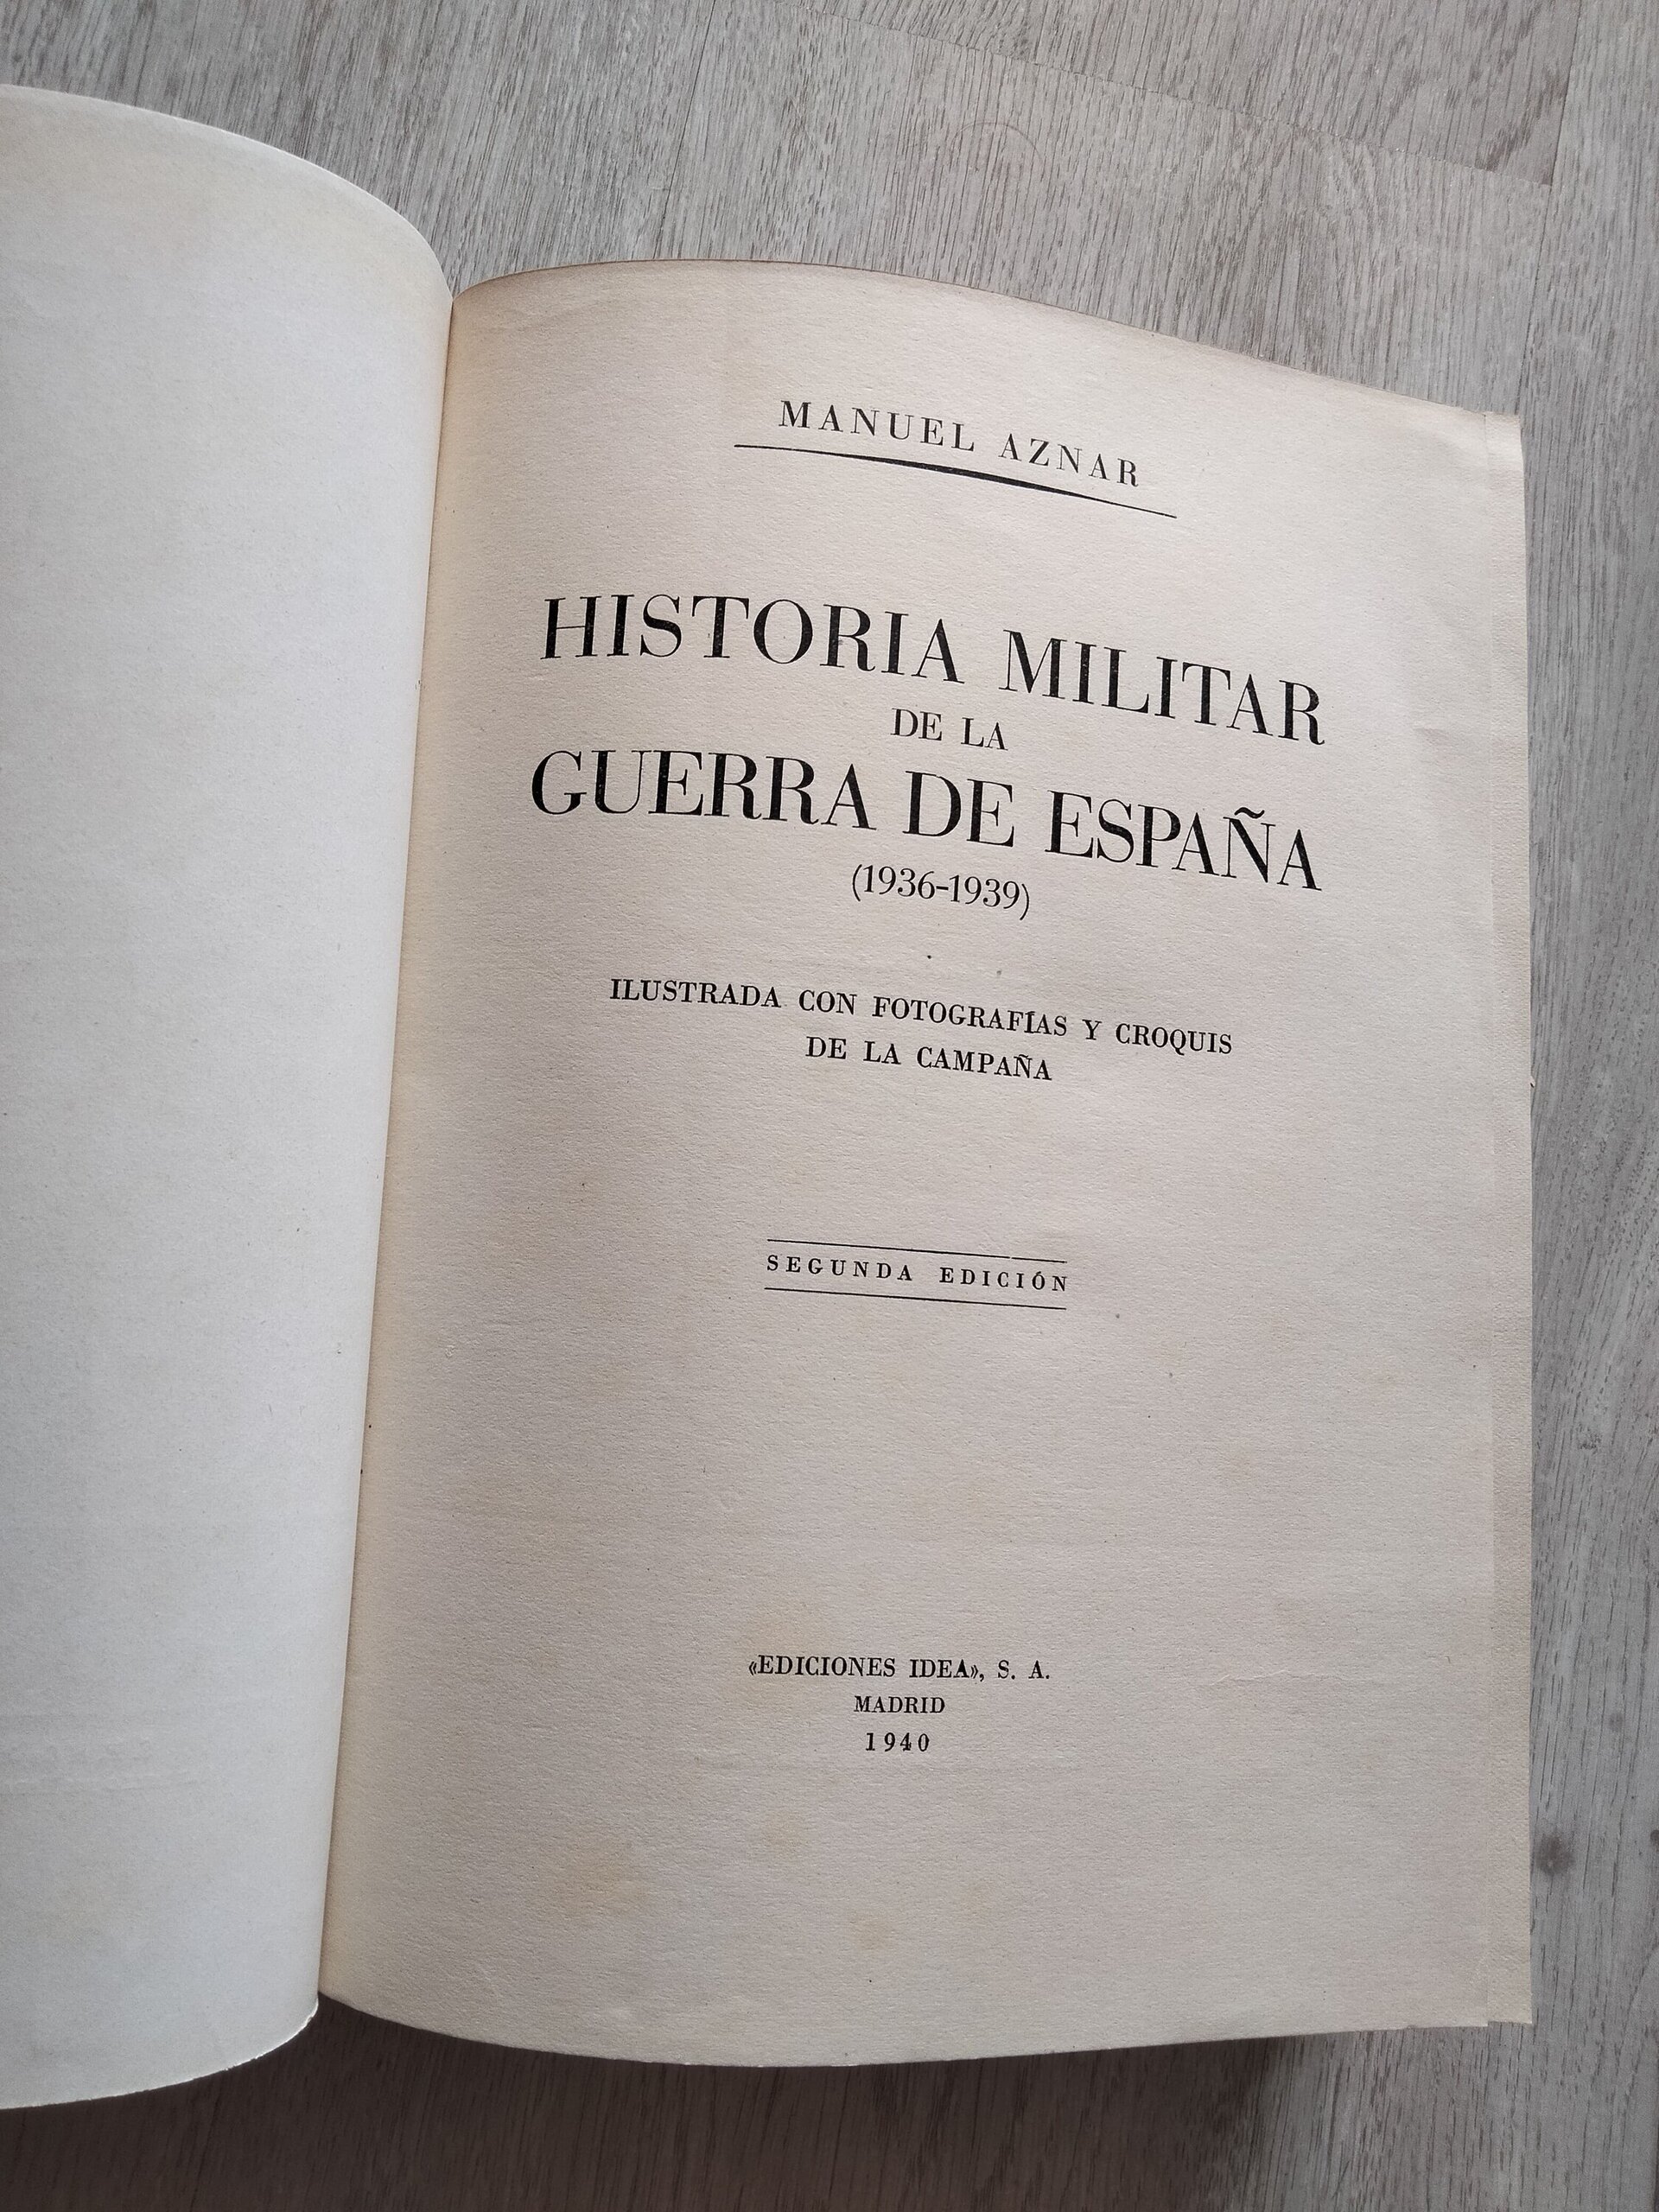 MANUEL AZNAR
HISTORIA MILITAR
DE LA
GUERRA DE ESPAÑA
(1936-1939)
ILUSTRADA CON FOTOGRAFÍAS Y CROQUIS
DE LA CAMPAÑA
SEGUNDA EDICIÓN
«EDICIONES IDEA», S. A.
MADRID
1940